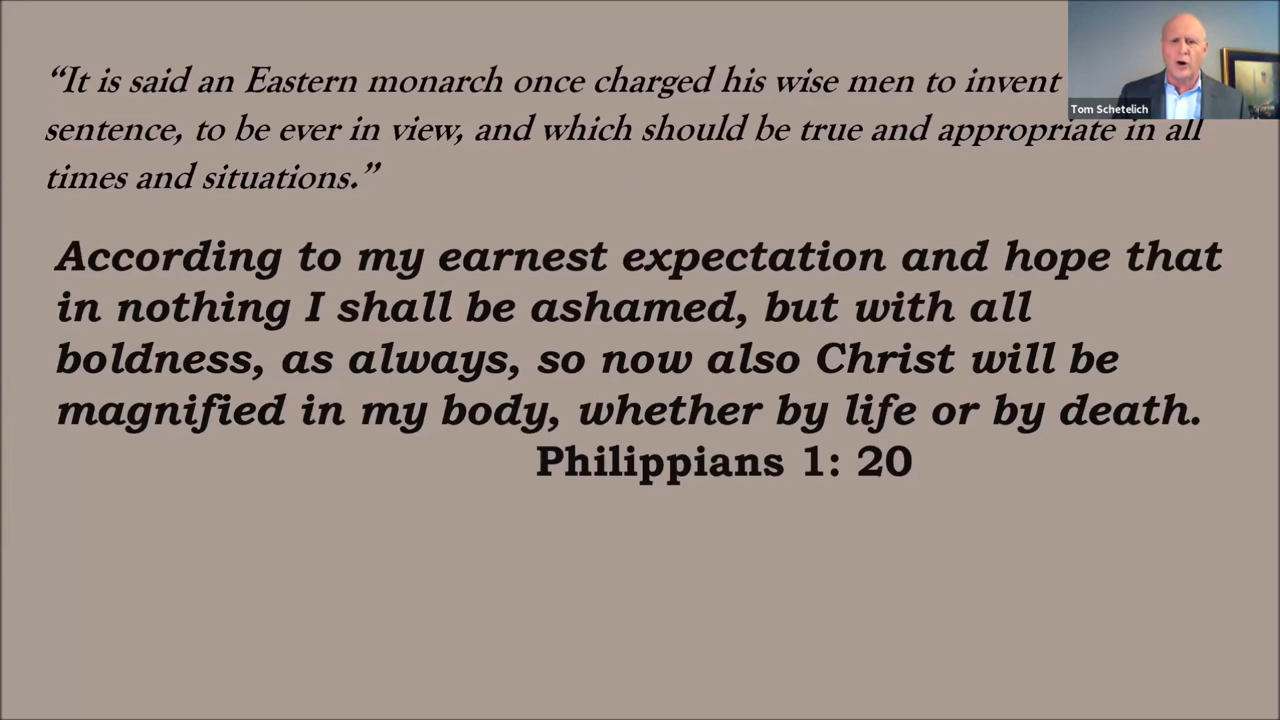 “It is said an Eastern monarch once charged his wise men to invent
sentence, to be ever in view, and which should be true and appropriate in all
times and situations.”
According to my earnest expectation and hope that
in nothing I shall be ashamed, but with all
boldness, as always, so now also Christ will be
magnified in my body, whether by life or by death.
Philippians 1: 20
Tom Schetelich